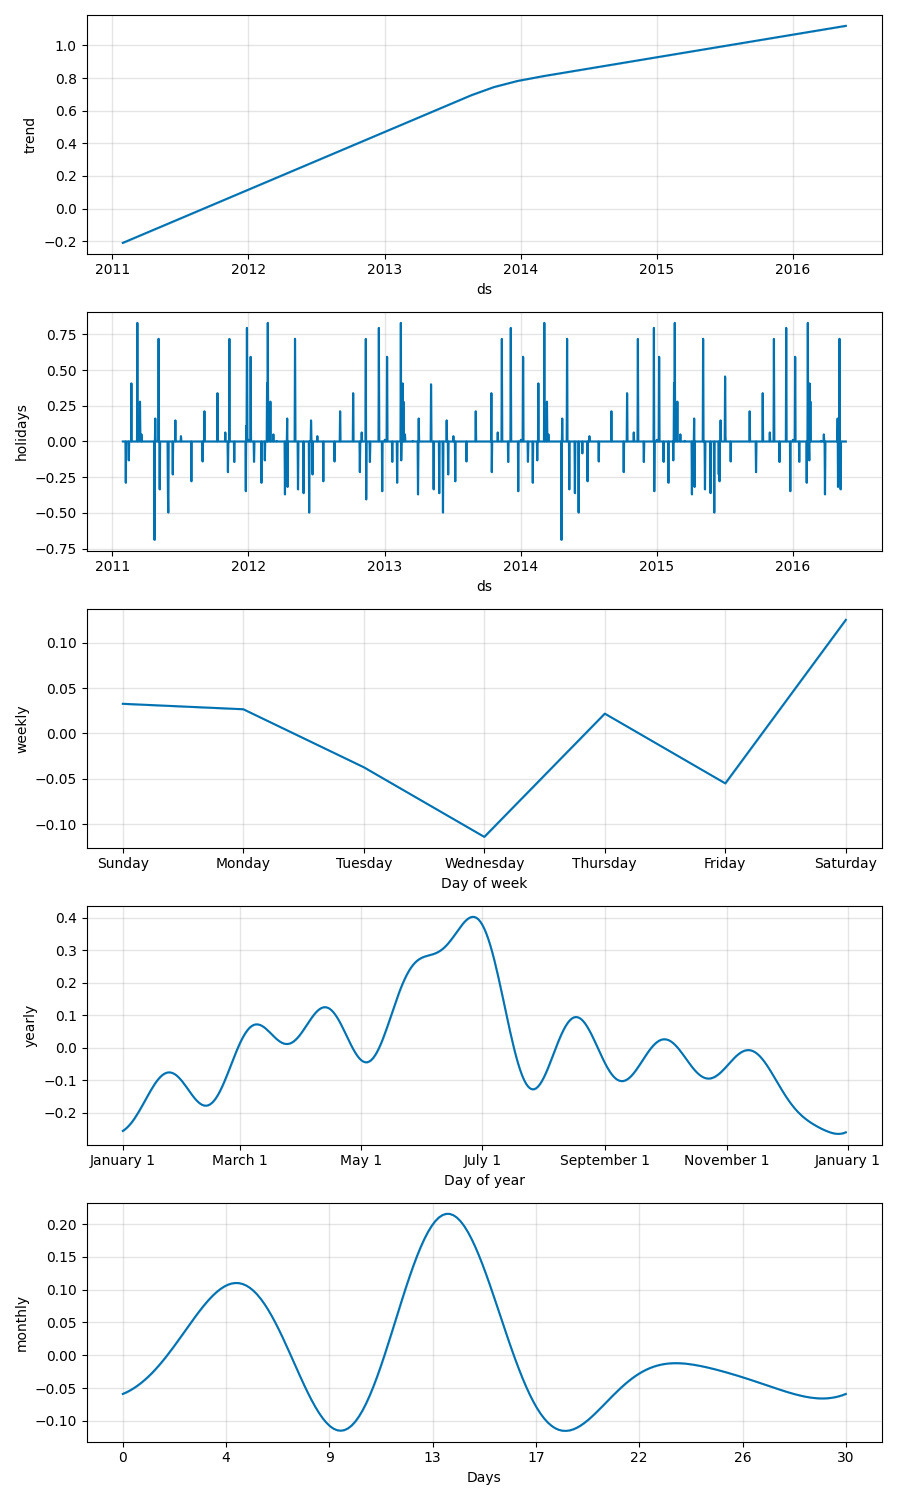 trend
1.0
0.8
0.6
0.4
0.2
0.0
−0.2
2011 2012 2013 2014 2015 2016
ds
holidays
0.75
0.50
0.25
0.00
−0.25
−0.50
−0.75
2011 2012 2013 2014 2015 2016
ds
weekly
0.10
0.05
0.00
−0.05
−0.10
Sunday Monday Tuesday Wednesday Thursday Friday Saturday
Day of week
yearly
0.4
0.3
0.2
0.1
0.0
−0.1
−0.2
January 1 March 1 May 1 July 1 September 1 November 1 January 1
Day of year
monthly
0.20
0.15
0.10
0.05
0.00
−0.05
−0.10
0 4 9 13 17 22 26 30
Days